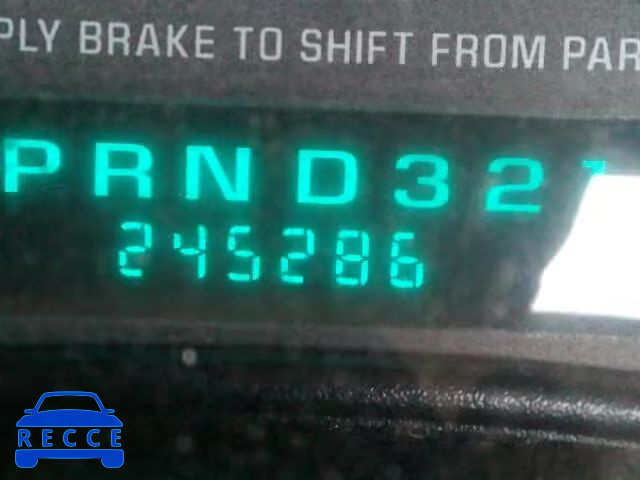 PLY BRAKE TO SHIFT FROM PAR
PRND32
245286
RECCE